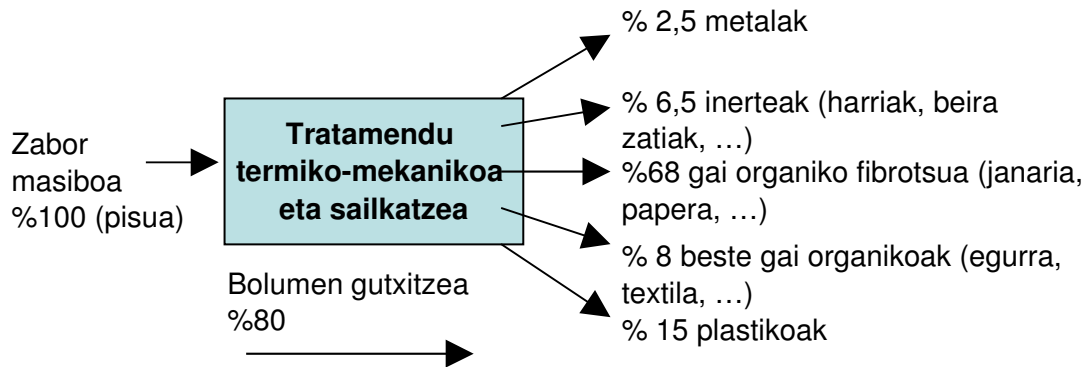 % 2,5 metalak
% 6,5 inerteak (harriak, beira
zatiak, …)
Zabor
masiboa
%100 (pisua)
Tratamendu
termiko-mekanikoa
eta sailkatzea
%68 gai organiko fibrotsua (janaria,
papera, …)
% 8 beste gai organikoak (egurra,
textila, …)
Bolumen gutxitzea
%80
% 15 plastikoak